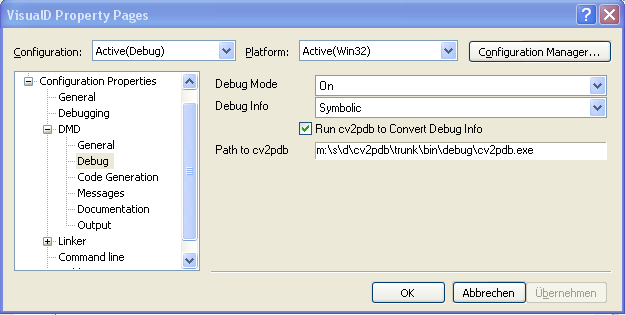 VisualD Property Pages
Configuration: Active(Debug) Platform: Active(Win32) Configuration Manager...
Configuration Properties
General
Debugging
DMD
General
Debug
Code Generation
Messages
Documentation
Output
Linker
Command line
Debug Mode On
Debug Info Symbolic
Run cv2pdb to Convert Debug Info
Path to cv2pdb m:\s\d\cv2pdb\trunk\bin\debug\cv2pdb.exe
OK Abbrechen Übernehmen